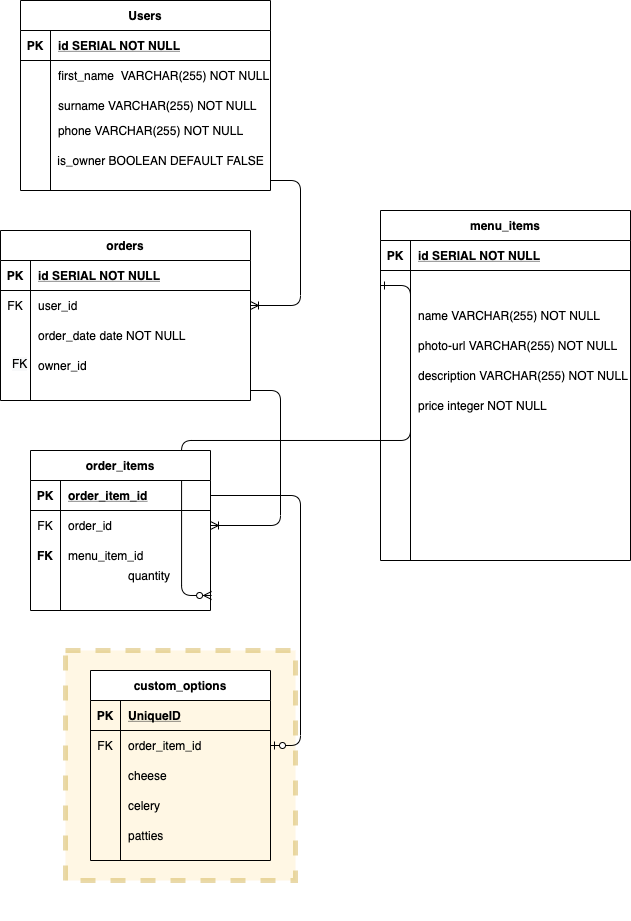 Users
PK id SERIAL NOT NULL
first_name VARCHAR(255) NOT NULL
surname VARCHAR(255) NOT NULL
phone VARCHAR(255) NOT NULL
is_owner BOOLEAN DEFAULT FALSE
orders
PK id SERIAL NOT NULL
FK user_id
order_date date NOT NULL
FK owner_id
menu_items
PK id SERIAL NOT NULL
name VARCHAR(255) NOT NULL
photo-url VARCHAR(255) NOT NULL
description VARCHAR(255) NOT NULL
price integer NOT NULL
order_items
PK order_item_id
FK order_id
FK menu_item_id
quantity
custom_options
PK UniqueID
FK order_item_id
cheese
celery
patties